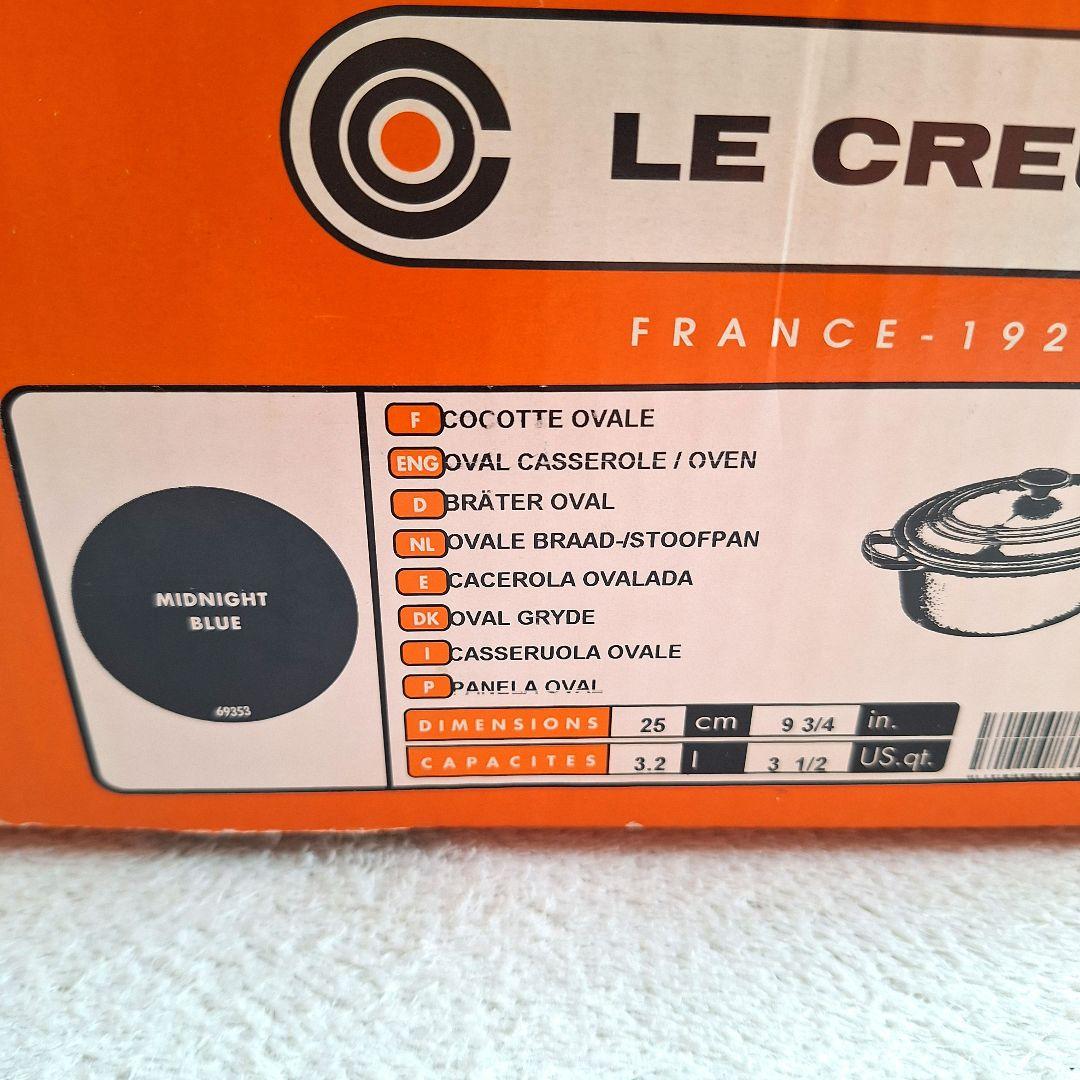 LE CREU
FRANCE-192
F COCOTTE OVALE
ENG OVAL CASSEROLE / OVEN
D BRÄTER OVAL
NL OVALE BRAAD-/STOOFPAN
E CACEROLA OVALADA
DK OVAL GRYDE
I CASSERUOLA OVALE
P PANELA OVAL
MIDNIGHT
BLUE
69353
DIMENSIONS 25 cm 9 3/4 in.
CAPACITES 3.2 l 3 1/2 US.qt.